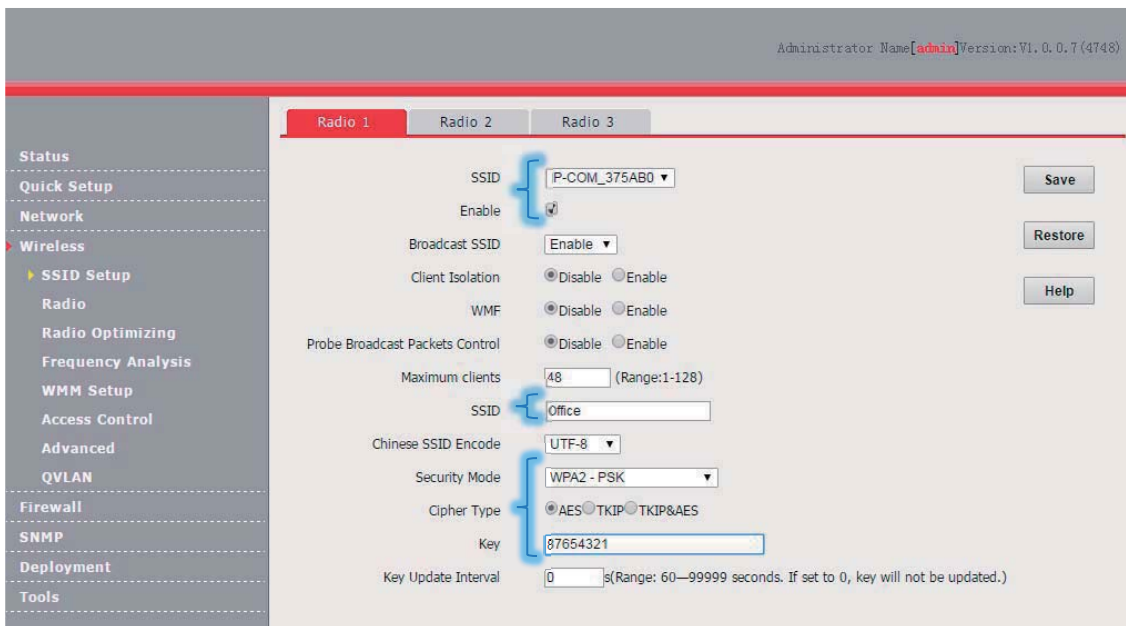 Administrator Name[admin]Version:V1.0.0.7(4748)
Radio 1 Radio 2 Radio 3
Status
Quick Setup
Network
Wireless
SSID Setup
Radio
Radio Optimizing
Frequency Analysis
WMM Setup
Access Control
Advanced
QVLAN
Firewall
SNMP
Deployment
Tools
SSID P-COM_375AB0
Enable
Broadcast SSID Enable
Client Isolation Disable Enable
WMF Disable Enable
Probe Broadcast Packets Control Disable Enable
Maximum clients 48 (Range:1-128)
SSID Office
Chinese SSID Encode UTF-8
Security Mode WPA2 - PSK
Cipher Type AES TKIP TKIP&AES
Key 87654321
Key Update Interval 0 s(Range: 60—99999 seconds. If set to 0, key will not be updated.)
Save
Restore
Help